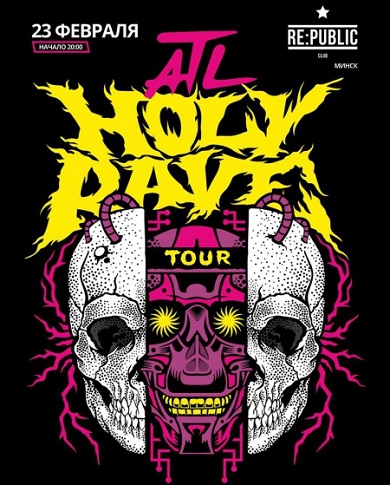 23 ФЕВРАЛЯ
НАЧАЛО 20:00
RE:PUBLIC
CLUB
МИНСК
ATL
HOLY
RAVE
TOUR